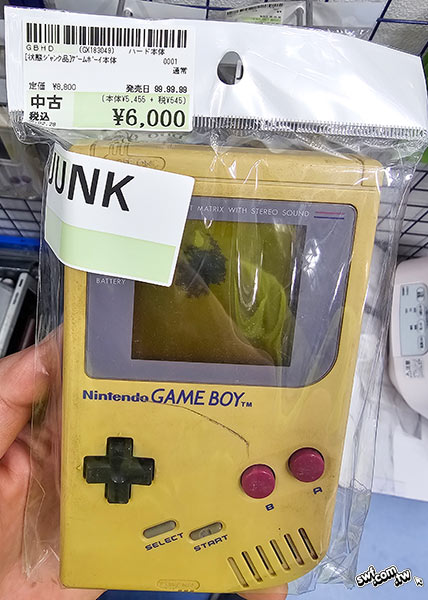 GBHD (GX183049) ハード本体
[状態ジャンク品]ゲームボーイ本体 0001
通常
定価 ¥8,800 発売日 99.99.99
中古 (本体¥5,455 + 税¥545)
税込 ¥6,000
JUNK
MATRIX WITH STEREO SOUND
BATTERY
Nintendo GAME BOY TM
B A
SELECT START
swf.com.tw